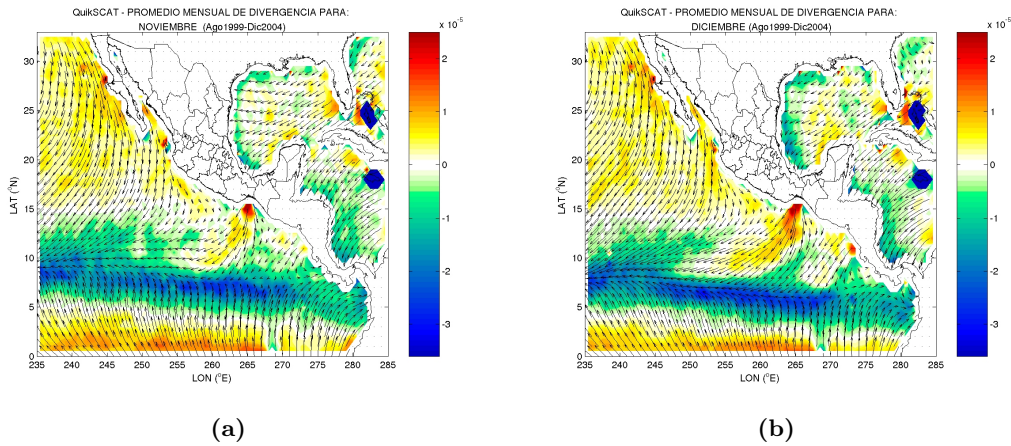 QuikSCAT - PROMEDIO MENSUAL DE DIVERGENCIA PARA:
NOVIEMBRE (Ago1999-Dic2004)
x 10⁻⁵
30
25
20
15
10
5
0
LAT (°N)
235 240 245 250 255 260 265 270 275 280 285
LON (°E)
2
1
0
-1
-2
-3
(a)
QuikSCAT - PROMEDIO MENSUAL DE DIVERGENCIA PARA:
DICIEMBRE (Ago1999-Dic2004)
x 10⁻⁵
30
25
20
15
10
5
0
LAT (°N)
235 240 245 250 255 260 265 270 275 280 285
LON (°E)
2
1
0
-1
-2
-3
(b)